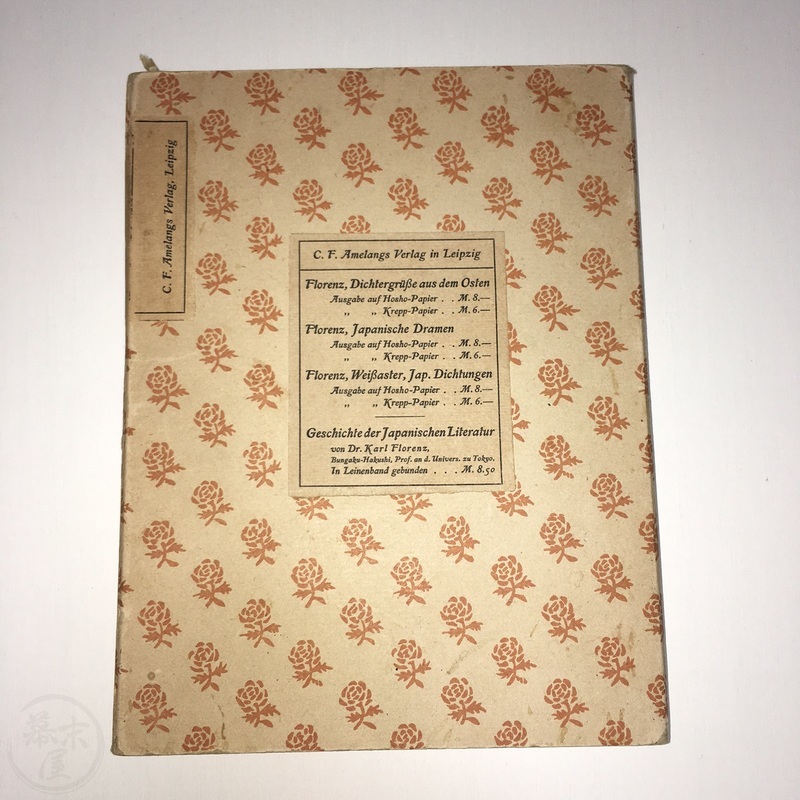 C. F. Amelangs Verlag, Leipzig
C. F. Amelangs Verlag in Leipzig
Florenz, Dichtergrüße aus dem Osten
Ausgabe auf Hosho-Papier . . M. 8.—
„ „ Krepp-Papier . . M. 6.—
Florenz, Japanische Dramen
Ausgabe auf Hosho-Papier . . M. 8.—
„ „ Krepp-Papier . . M. 6.—
Florenz, Weißaster, Jap. Dichtungen
Ausgabe auf Hosho-Papier . . M. 8.—
„ „ Krepp-Papier . . M. 6.—
Geschichte der Japanischen Literatur
von Dr. Karl Florenz,
Bungaku-Hakushi, Prof. an d. Univers. zu Tokyo.
In Leinenband gebunden . . . M. 8.50
幕末屋